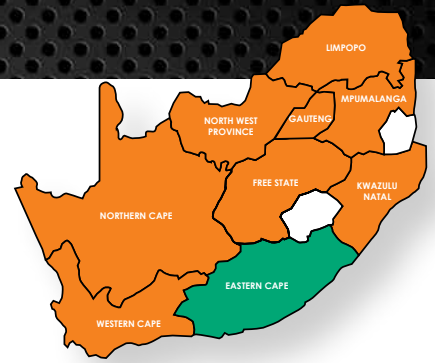 LIMPOPO
MPUMALANGA
NORTH WEST
PROVINCE
GAUTENG
FREE STATE
KWAZULU
NATAL
NORTHERN CAPE
EASTERN CAPE
WESTERN CAPE